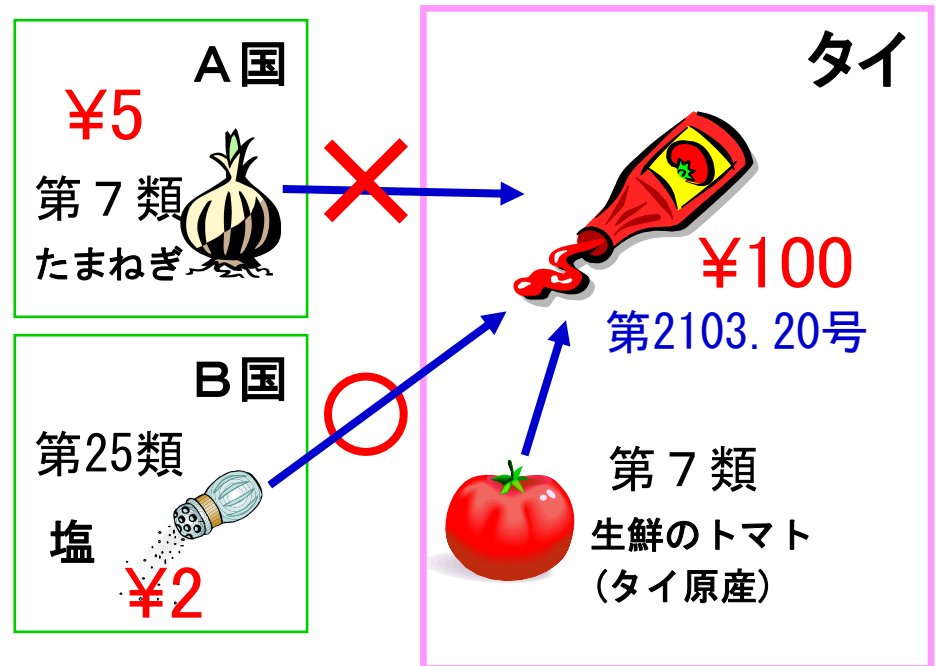 A国
¥5
第7類
たまねぎ
B国
第25類
塩
¥2
タイ
¥100
第2103.20号
第7類
生鮮のトマト
(タイ原産)